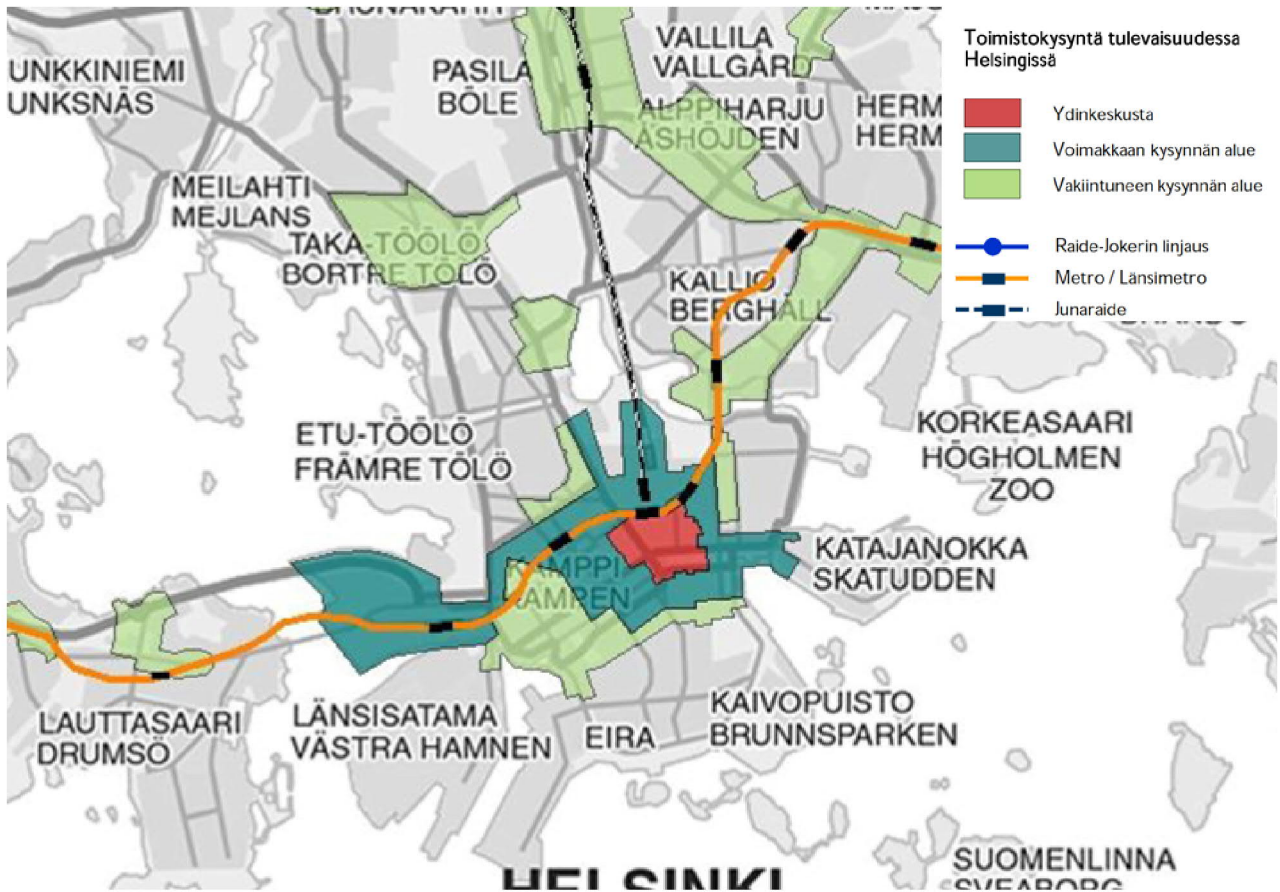 VALLILA
VALLGÅRD
UNKKINIEMI
UNKSNÄS
PASILA
BÖLE
ALPPIHARJU
ÅSHÖJDEN
HERM
HERM
MEILAHTI
MEJLANS
TAKA-TÖÖLÖ
BORTRE TÖLÖ
KALLIO
BERGHÄLL
ETU-TÖÖLÖ
FRÄMRE TÖLÖ
KORKEASAARI
HÖGHOLMEN
ZOO
KAMPPI
KAMPEN
KATAJANOKKA
SKATUDDEN
LAUTTASAARI
DRUMSÖ
LÄNSISATAMA
VÄSTRA HAMNEN
EIRA
KAIVOPUISTO
BRUNNSPARKEN
HELSINKI
SUOMENLINNA
SVEABORG
Toimistokysyntä tulevaisuudessa
Helsingissä
Ydinkeskusta
Voimakkaan kysynnän alue
Vakiintuneen kysynnän alue
Raide-Jokerin linjaus
Metro / Länsimetro
Junaraide